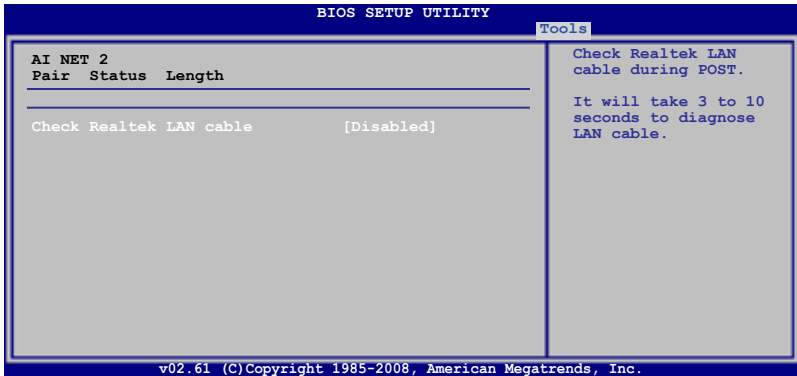 BIOS SETUP UTILITY
Tools
AI NET 2
Pair Status Length
Check Realtek LAN cable [Disabled]
Check Realtek LAN
cable during POST.
It will take 3 to 10
seconds to diagnose
LAN cable.
v02.61 (C)Copyright 1985-2008, American Megatrends, Inc.